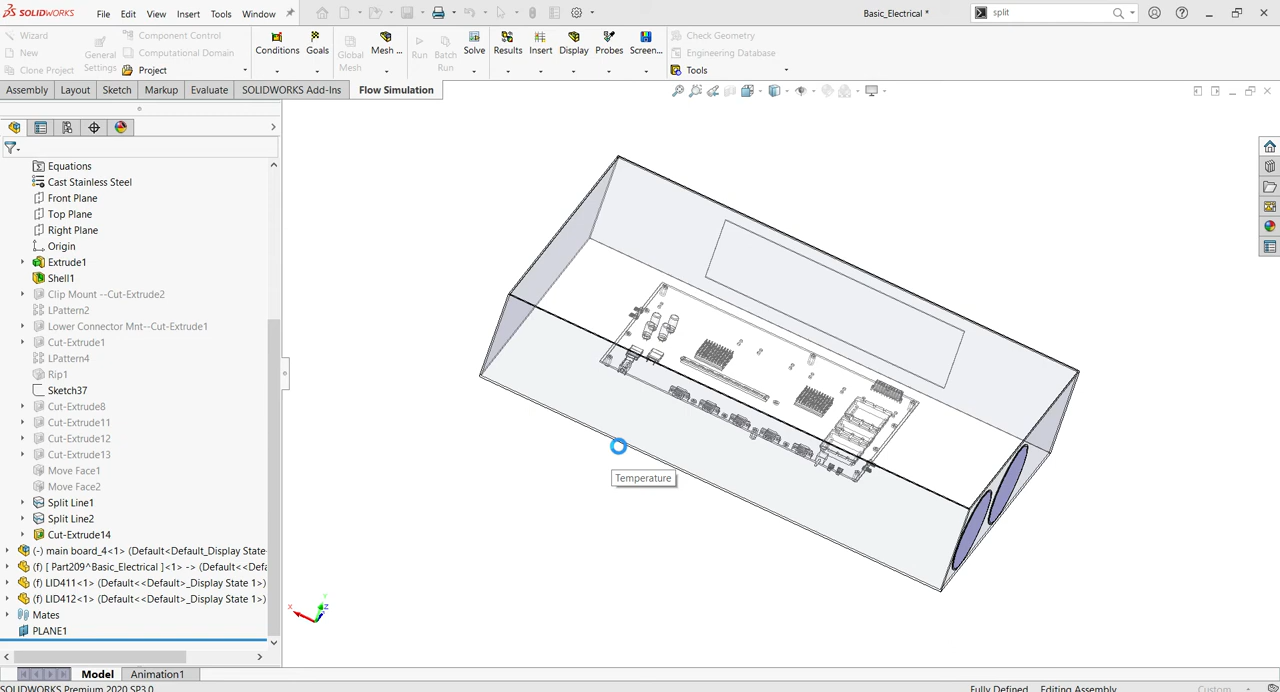 SOLIDWORKS File Edit View Insert Tools Window Basic_Electrical * split
Wizard Component Control Check Geometry
New General Settings Computational Domain Conditions Goals Global Mesh Mesh ... Run Batch Run Solve Results Insert Display Probes Screen... Engineering Database
Clone Project Project Tools
Assembly Layout Sketch Markup Evaluate SOLIDWORKS Add-Ins Flow Simulation
Equations
Cast Stainless Steel
Front Plane
Top Plane
Right Plane
Origin
Extrude1
Shell1
Clip Mount --Cut-Extrude2
LPattern2
Lower Connector Mnt--Cut-Extrude1
Cut-Extrude1
LPattern4
Rip1
Sketch37
Cut-Extrude8
Cut-Extrude11
Cut-Extrude12
Cut-Extrude13
Move Face1
Temperature
Move Face2
Split Line1
Split Line2
Cut-Extrude14
(-) main board_4<1> (Default<Default_Display State-
(f) [ Part209^Basic_Electrical ]<1> -> (Default<<Defa
(f) LID411<1> (Default<<Default>_Display State 1>)
(f) LID412<1> (Default<<Default>_Display State 1>)
X Y Z
Mates
PLANE1
Model Animation1
SOLIDWORKS Premium 2020 SP3.0 Fully Defined Editing Assembly Custom